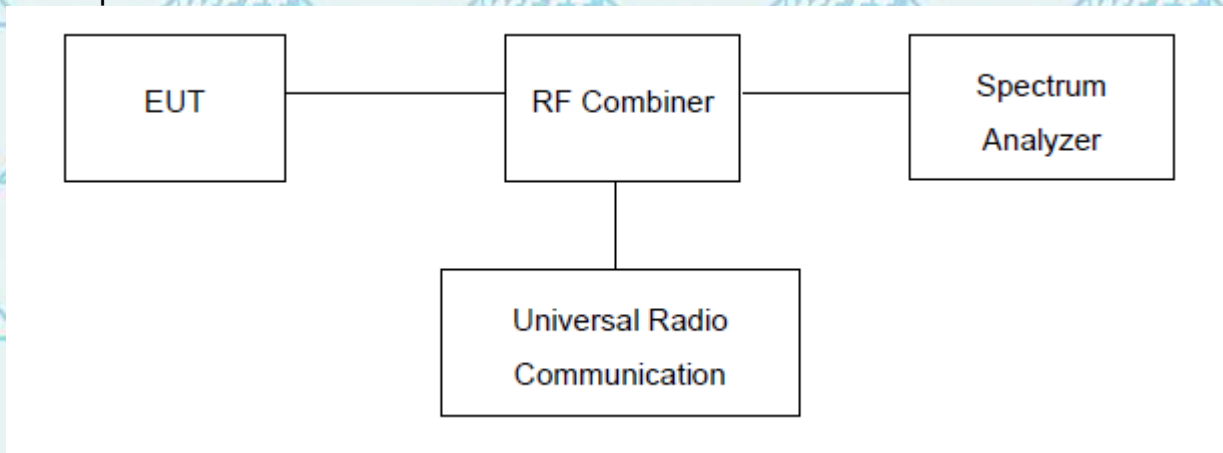 EUT
RF Combiner
Spectrum
Analyzer
Universal Radio
Communication